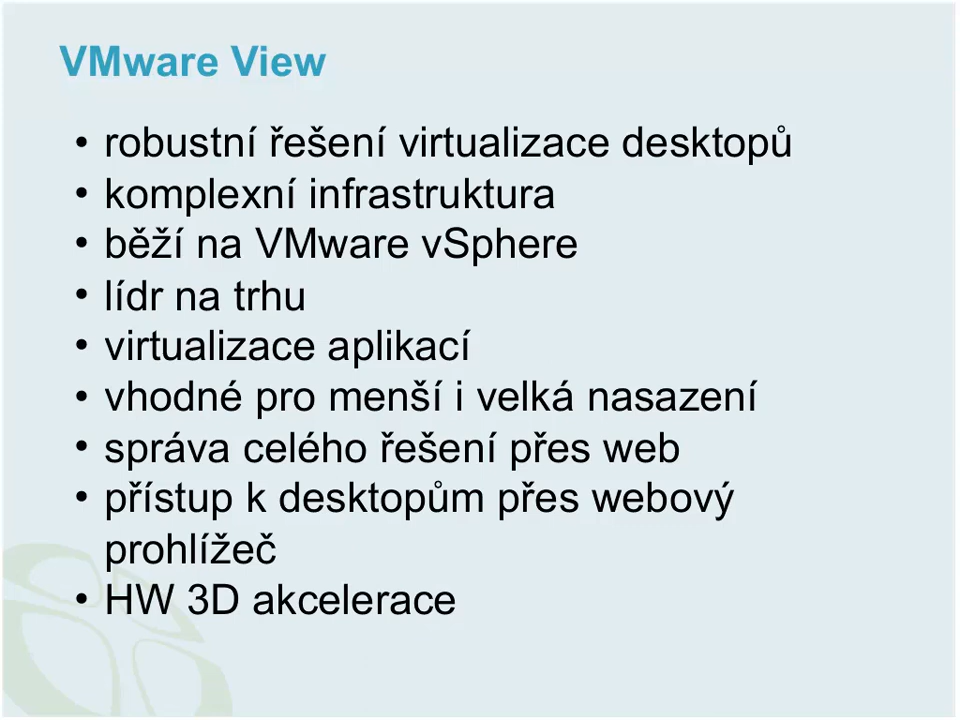 VMware View
• robustní řešení virtualizace desktopů
• komplexní infrastruktura
• běží na VMware vSphere
• lídr na trhu
• virtualizace aplikací
• vhodné pro menší i velká nasazení
• správa celého řešení přes web
• přístup k desktopům přes webový
prohlížeč
• HW 3D akcelerace